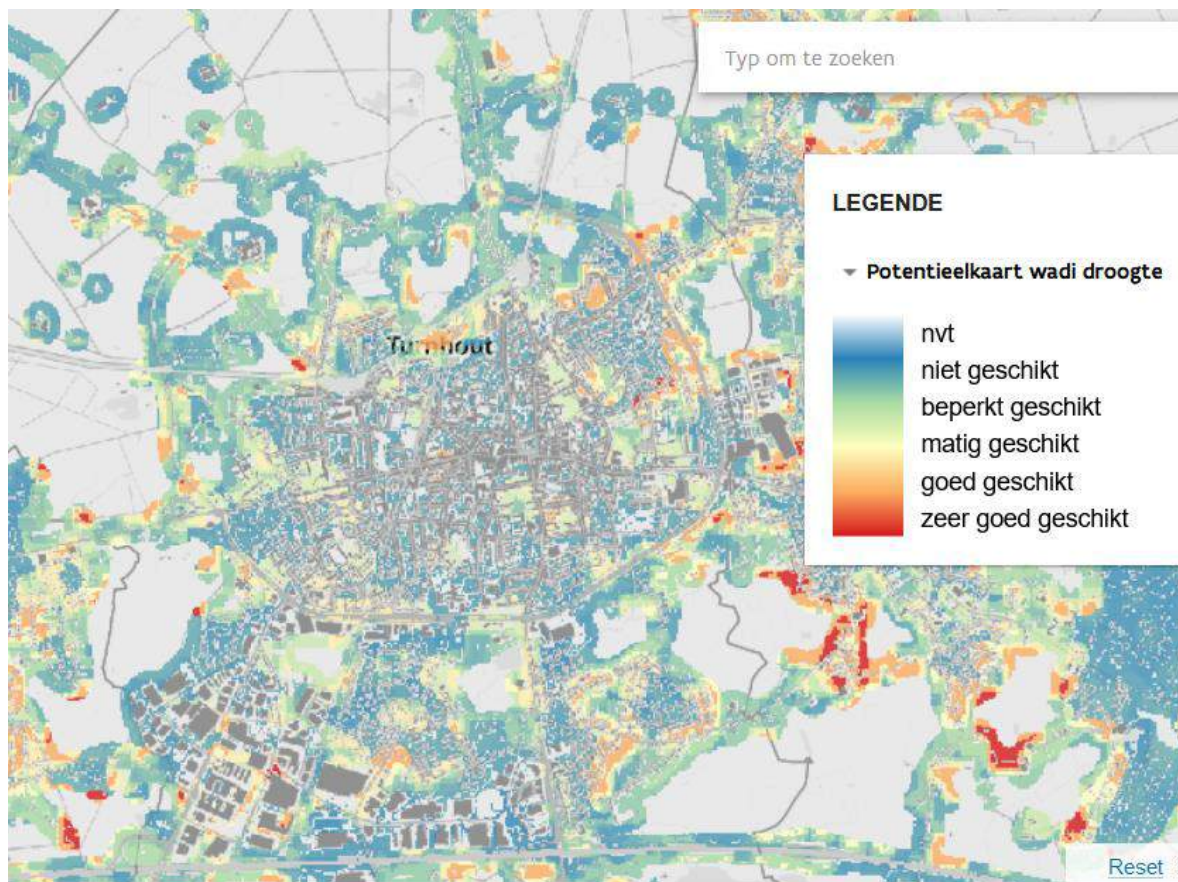 Typ om te zoeken
LEGENDE
Potentieelkaart wadi droogte
nvt
niet geschikt
beperkt geschikt
matig geschikt
goed geschikt
zeer goed geschikt
Turnhout
Reset